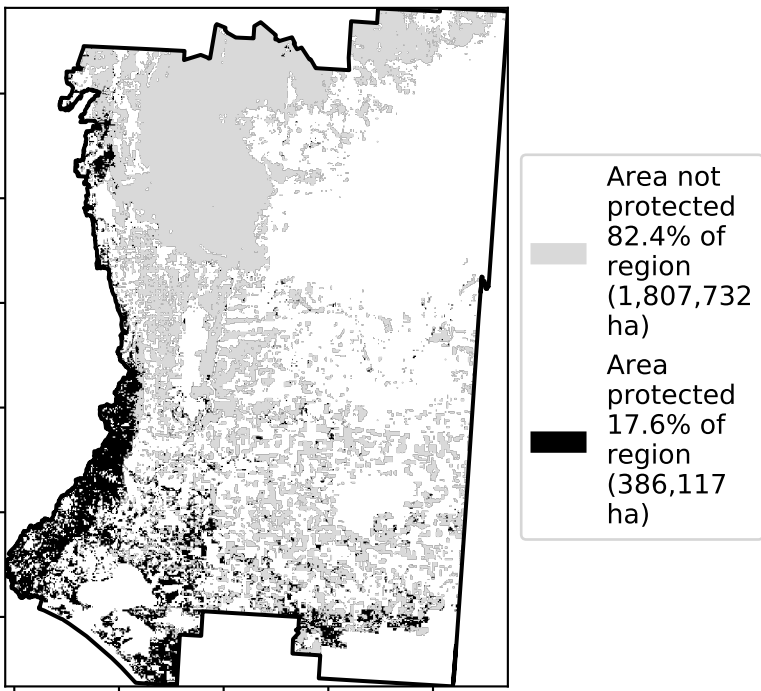 Area not
protected
82.4% of
region
(1,807,732
ha)
Area
protected
17.6% of
region
(386,117
ha)